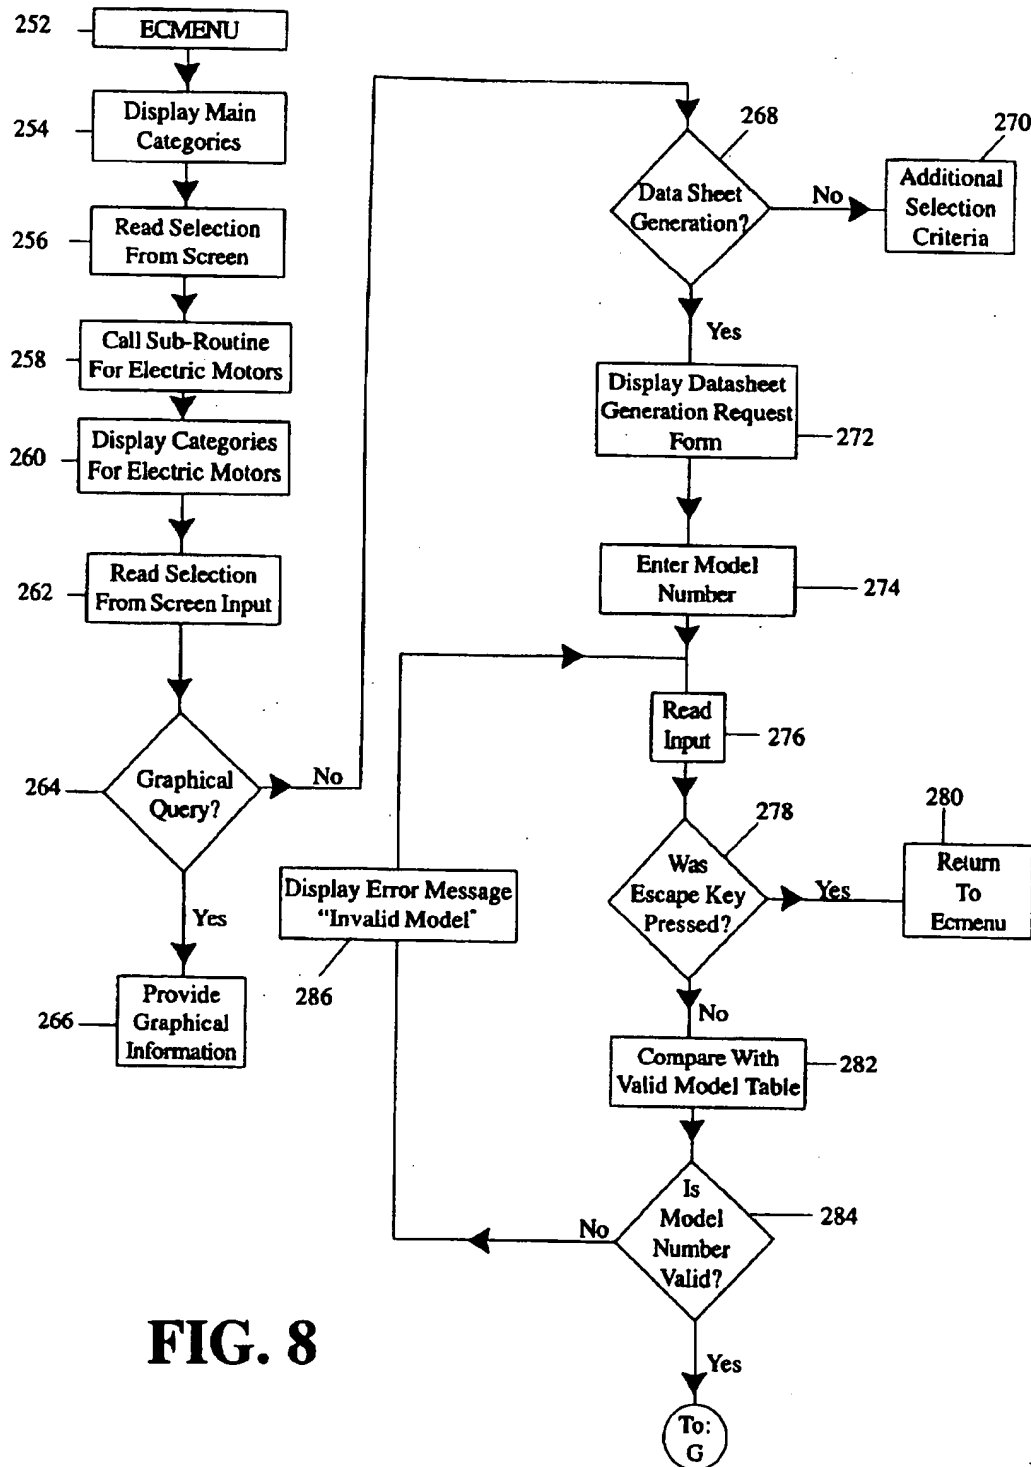 252
ECMENU
254
Display Main
Categories
256
Read Selection
From Screen
258
Call Sub-Routine
For Electric Motors
260
Display Categories
For Electric Motors
262
Read Selection
From Screen Input
264
Graphical
Query?
No
Yes
266
Provide
Graphical
Information
268
Data Sheet
Generation?
No
270
Additional
Selection
Criteria
Yes
Display Datasheet
Generation Request
Form
272
Enter Model
Number
274
Read
Input
276
278
Was
Escape Key
Pressed?
Yes
280
Return
To
Ecmenu
No
Compare With
Valid Model Table
282
Is
Model
Number
Valid?
284
No
Display Error Message
"Invalid Model"
286
Yes
To:
G
FIG. 8